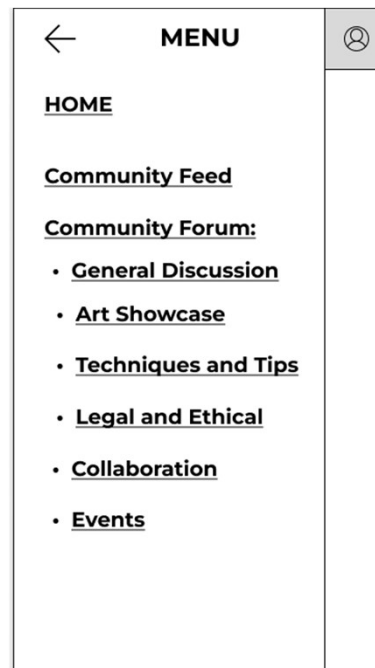 MENU
HOME
Community Feed
Community Forum:
• General Discussion
• Art Showcase
• Techniques and Tips
• Legal and Ethical
• Collaboration
• Events